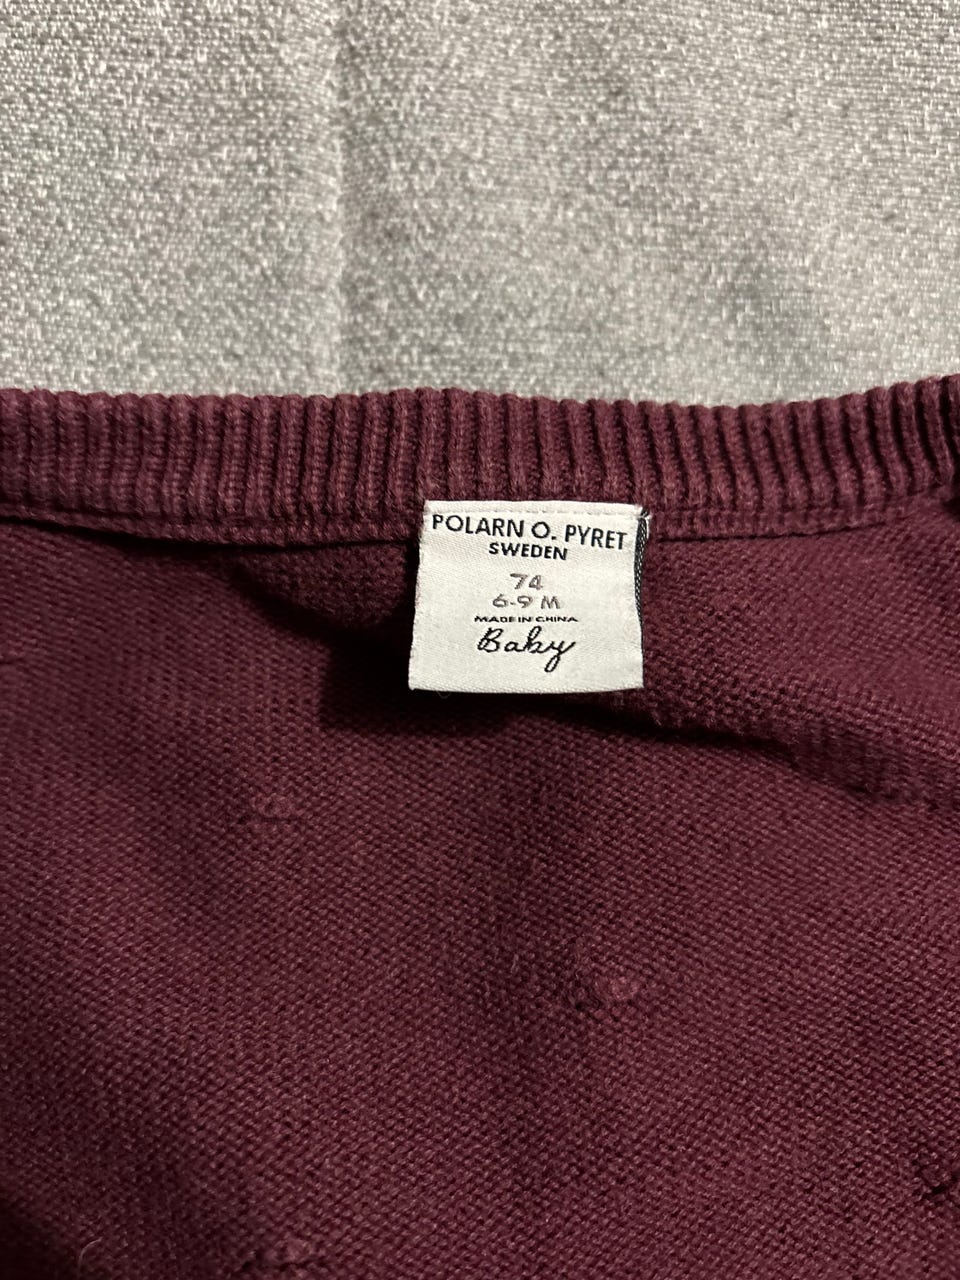 POLARN O. PYRET
SWEDEN
74
6-9 M
MADE IN CHINA
Baby